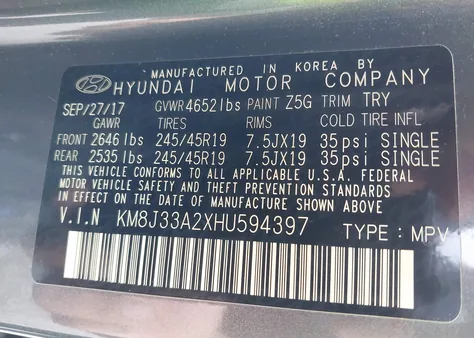 MANUFACTURED IN KOREA BY
HYUNDAI MOTOR COMPANY
SEP/27/17 GVWR 4652lbs PAINT Z5G TRIM TRY
GAWR TIRES RIMS COLD TIRE INFL
FRONT 2646 lbs 245/45R19 7.5JX19 35psi SINGLE
REAR 2535 lbs 245/45R19 7.5JX19 35psi SINGLE
THIS VEHICLE CONFORMS TO ALL APPLICABLE U.S.A. FEDERAL
MOTOR VEHICLE SAFETY AND THEFT PREVENTION STANDARDS
IN EFFECT ON THE DATE OF MANUFACTURE SHOWN ABOVE.
V.I.N KM8J33A2XHU594397 TYPE : MPV